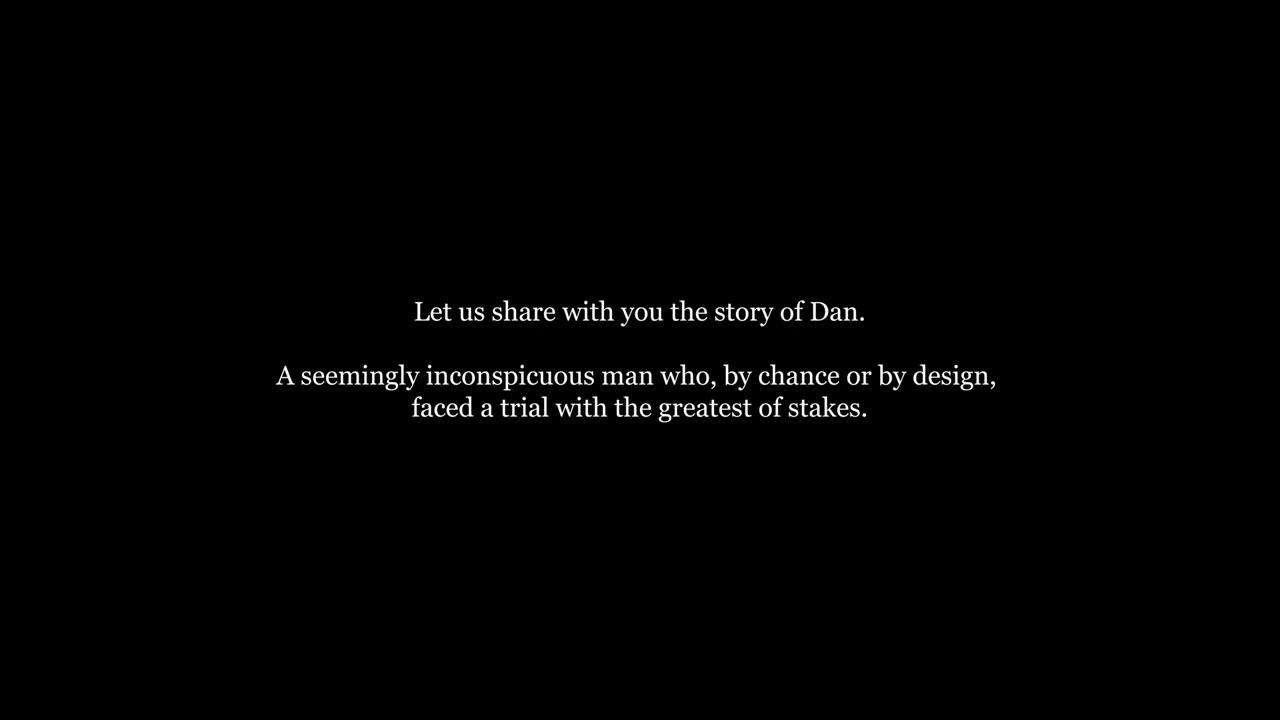 Let us share with you the story of Dan.
A seemingly inconspicuous man who, by chance or by design,
faced a trial with the greatest of stakes.